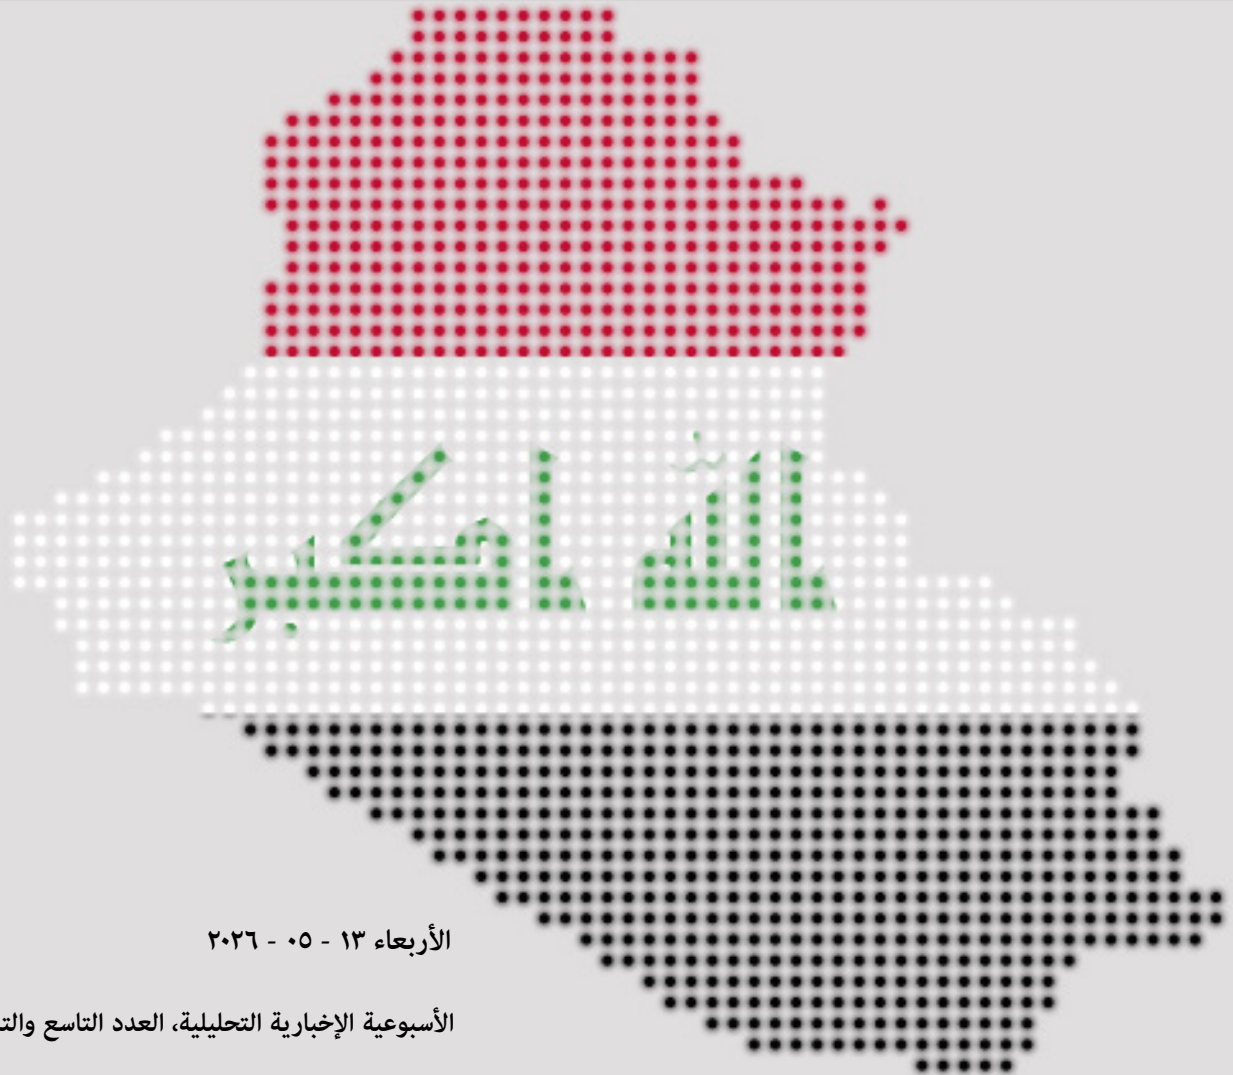 الله اكبر
الأربعاء ١٣ - ٠٥ - ٢٠٢٦
الأسبوعية الإخبارية التحليلية، العدد التاسع